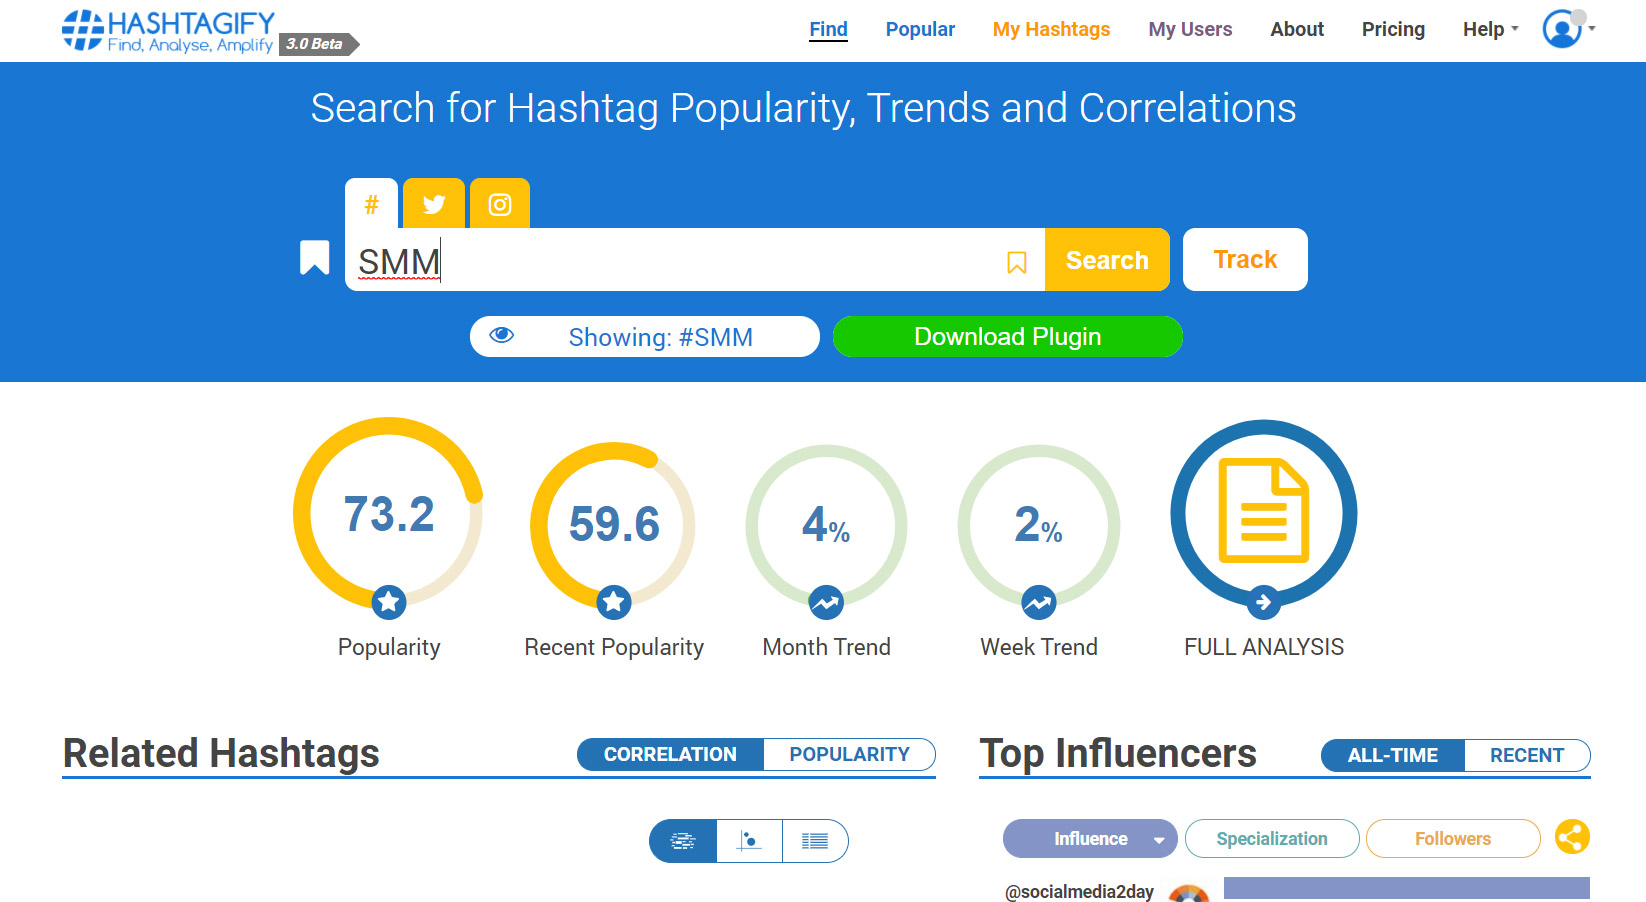 HASHTAGIFY
Find, Analyse, Amplify
3.0 Beta
Find
Popular
My Hashtags
My Users
About
Pricing
Help
Search for Hashtag Popularity, Trends and Correlations
#
SMM
Search
Track
Showing: #SMM
Download Plugin
73.2
59.6
4%
2%
Popularity
Recent Popularity
Month Trend
Week Trend
FULL ANALYSIS
Related Hashtags
CORRELATION
POPULARITY
Top Influencers
ALL-TIME
RECENT
Influence
Specialization
Followers
@socialmedia2day